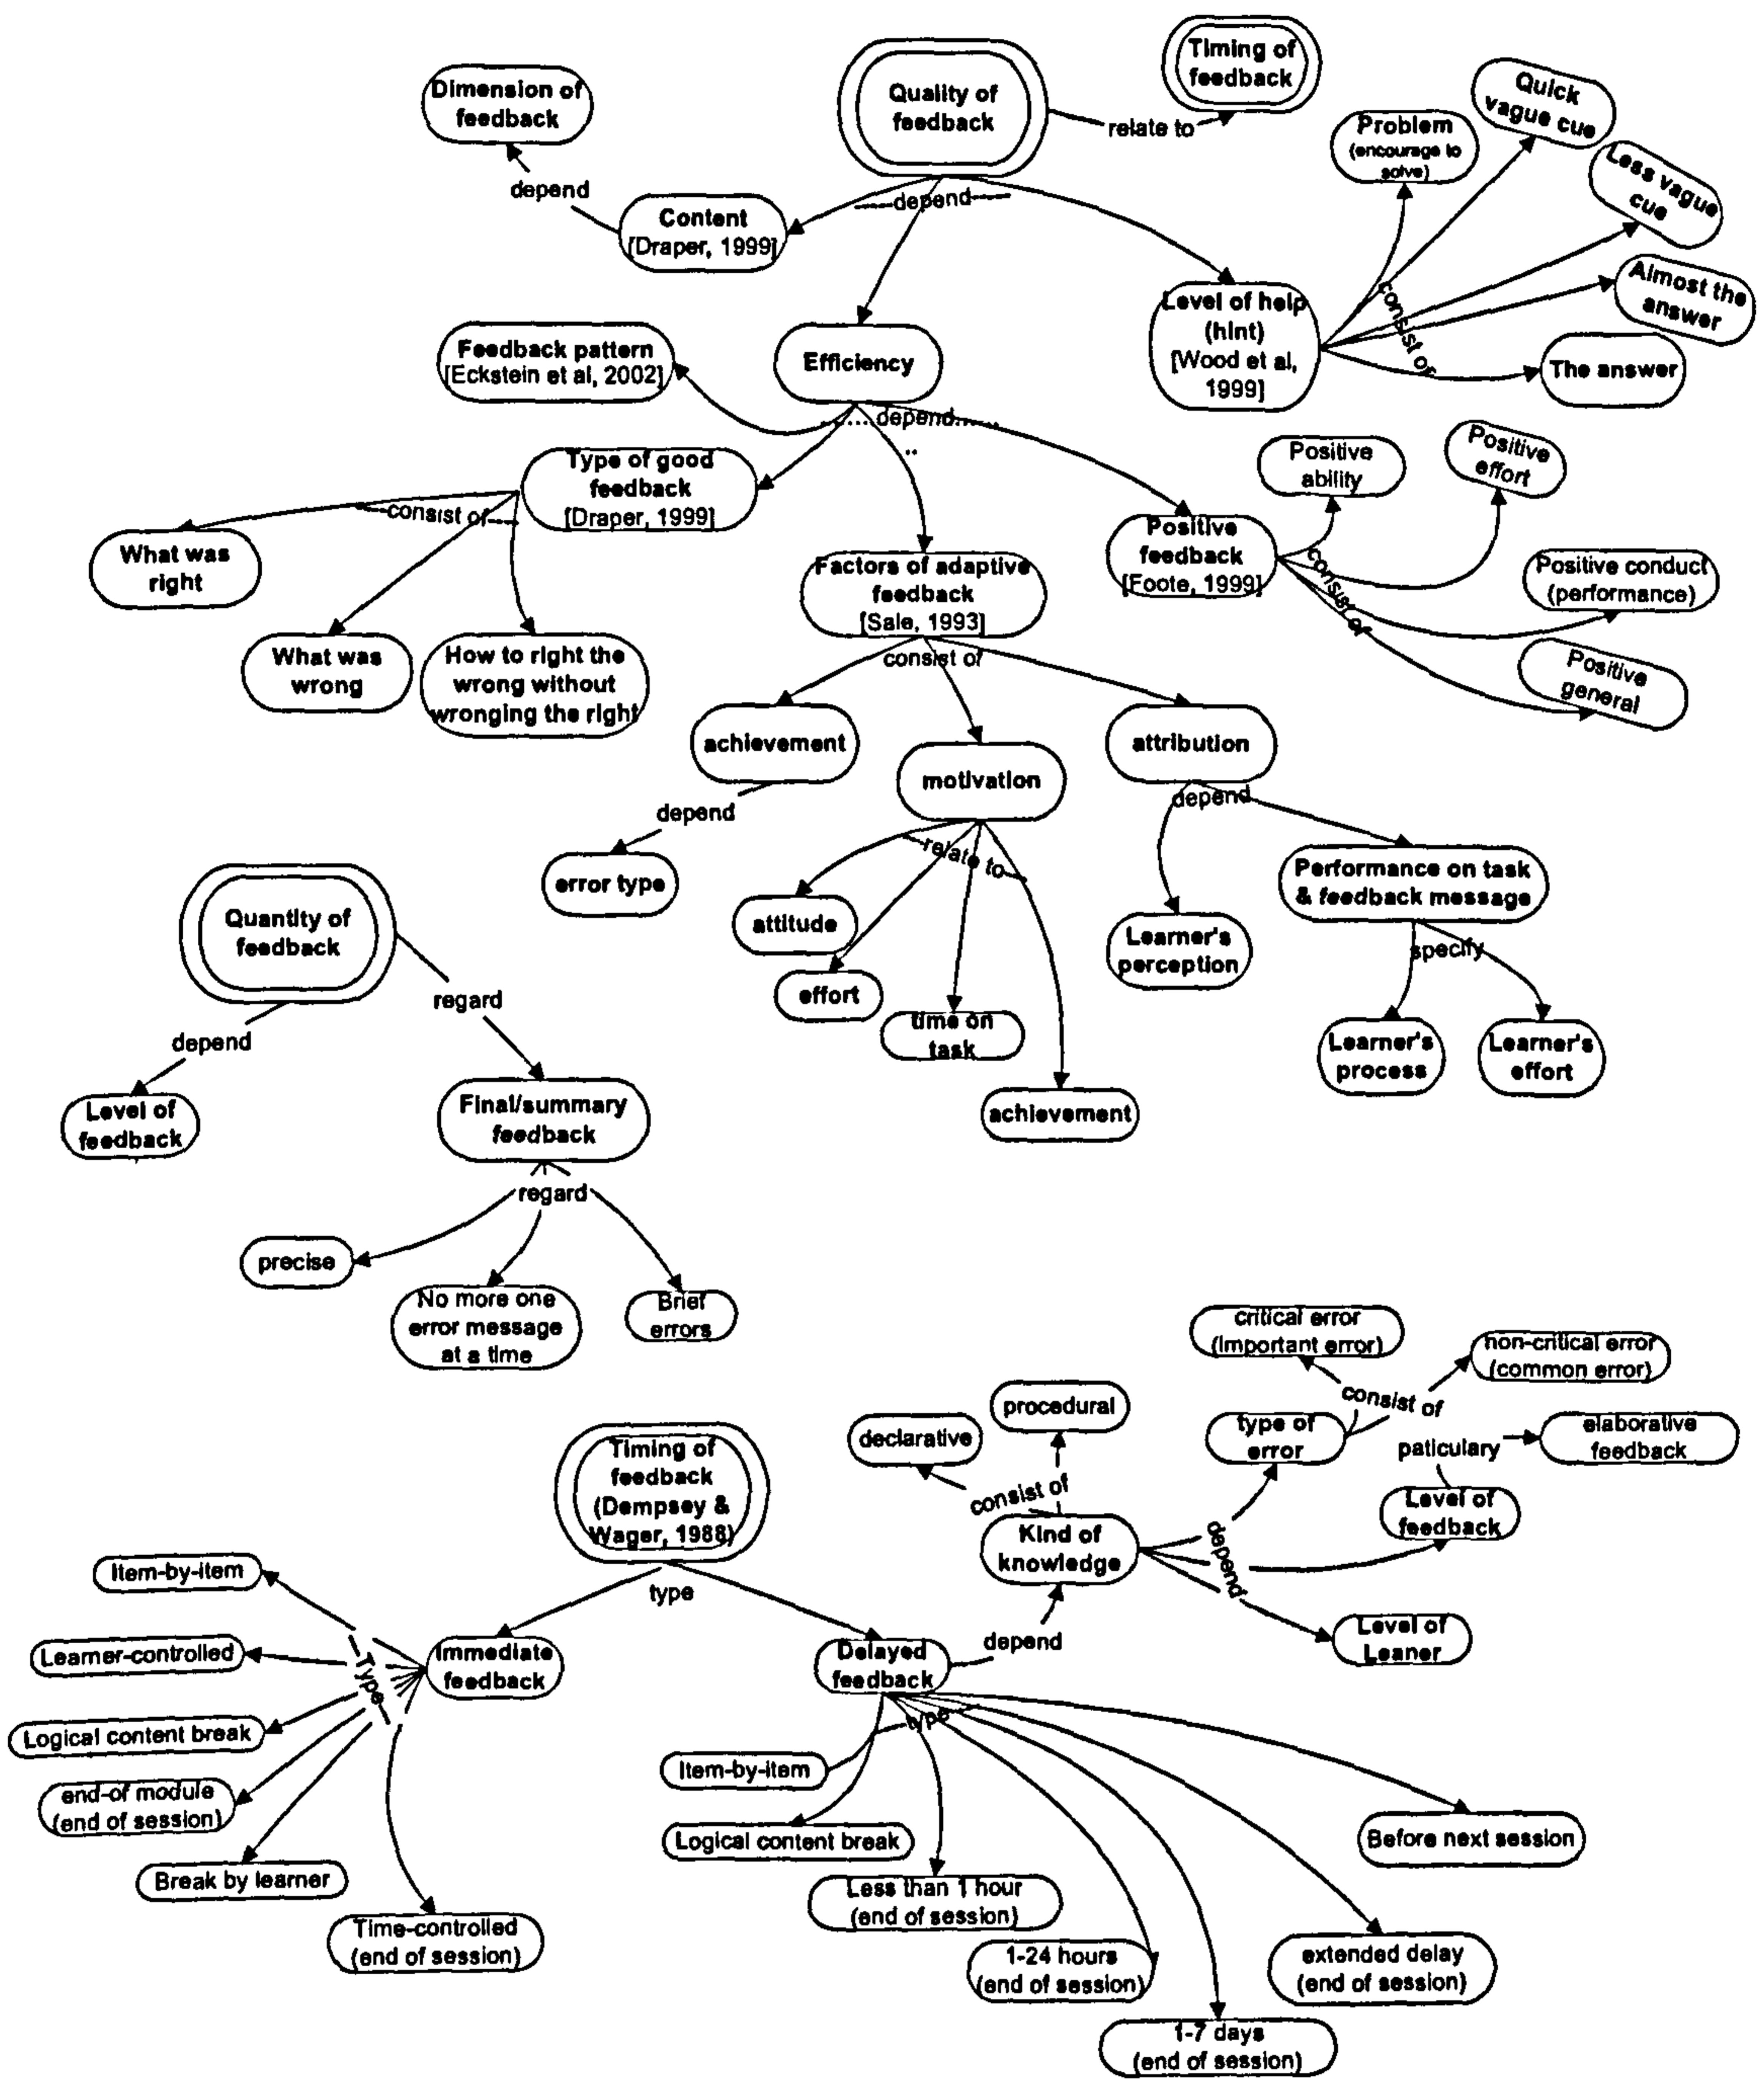 Timing of
feedback
Quality of
feedback
relate to
Dimension of
feedback
depend
Content
[Draper, 1999]
depend
Quick
vague cue
Problem
(encourage to
solve)
Less vague
cue
Almost the
answer
The answer
consist of
Level of help
(hint)
[Wood et al,
1999]
Feedback pattern
[Eckstein et al, 2002]
Efficiency
depend
Type of good
feedback
[Draper, 1999]
consist of
What was
right
What was
wrong
How to right the
wrong without
wronging the right
Factors of adaptive
feedback
[Sale, 1993]
consist of
Positive
feedback
[Foote, 1999]
consist of
Positive
ability
Positive
effort
Positive conduct
(performance)
Positive
general
achievement
motivation
attribution
depend
error type
relate to
attitude
effort
time on
task
achievement
depend
Learner's
perception
Performance on task
& feedback message
specify
Learner's
process
Learner's
effort
Quantity of
feedback
regard
depend
Level of
feedback
Final/summary
feedback
regard
precise
No more one
error message
at a time
Brief
errors
critical error
(important error)
non-critical error
(common error)
consist of
type of
error
procedural
declarative
consist of
Kind of
knowledge
depend
paticulary
elaborative
feedback
Level of
feedback
Level of
Leaner
Timing of
feedback
(Dempsey &
Wager, 1988)
type
Immediate
feedback
Delayed
feedback
depend
Type
Item-by-item
Learner-controlled
Logical content break
end-of module
(end of session)
Break by learner
Time-controlled
(end of session)
type
Item-by-item
Logical content break
Less than 1 hour
(end of session)
1-24 hours
(end of session)
1-7 days
(end of session)
extended delay
(end of session)
Before next session